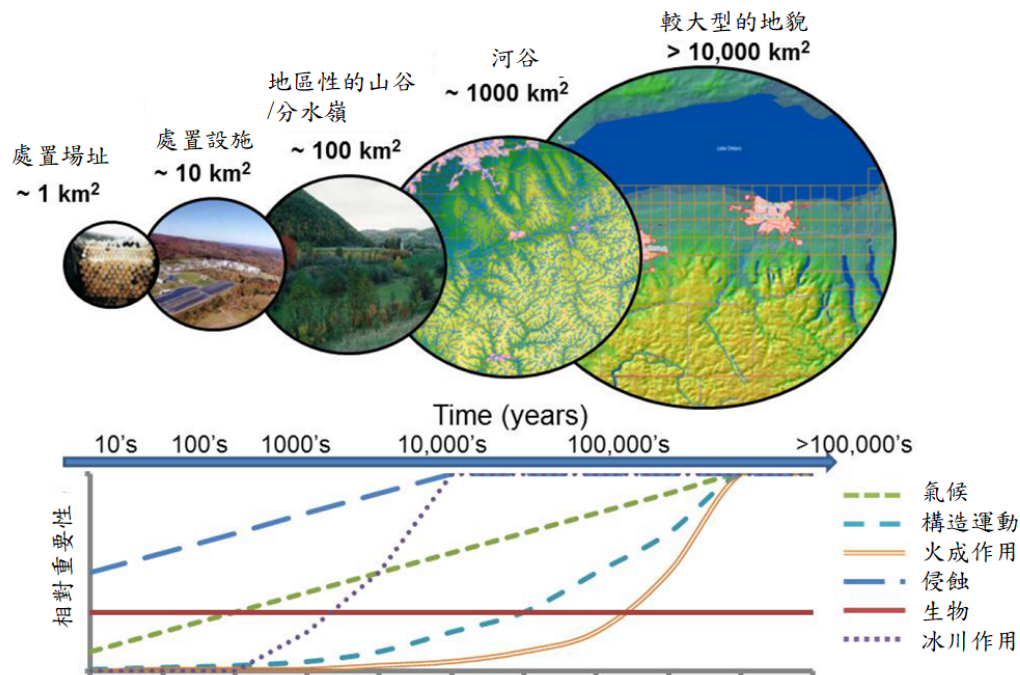 處置場址
~ 1 km²
處置設施
~ 10 km²
地區性的山谷
/分水嶺
~ 100 km²
河谷
~ 1000 km²
較大型的地貌
> 10,000 km²
Lake Ontario
Time (years)
10's 100's 1000's 10,000's 100,000's >100,000's
相對重要性
氣候
構造運動
火成作用
侵蝕
生物
冰川作用